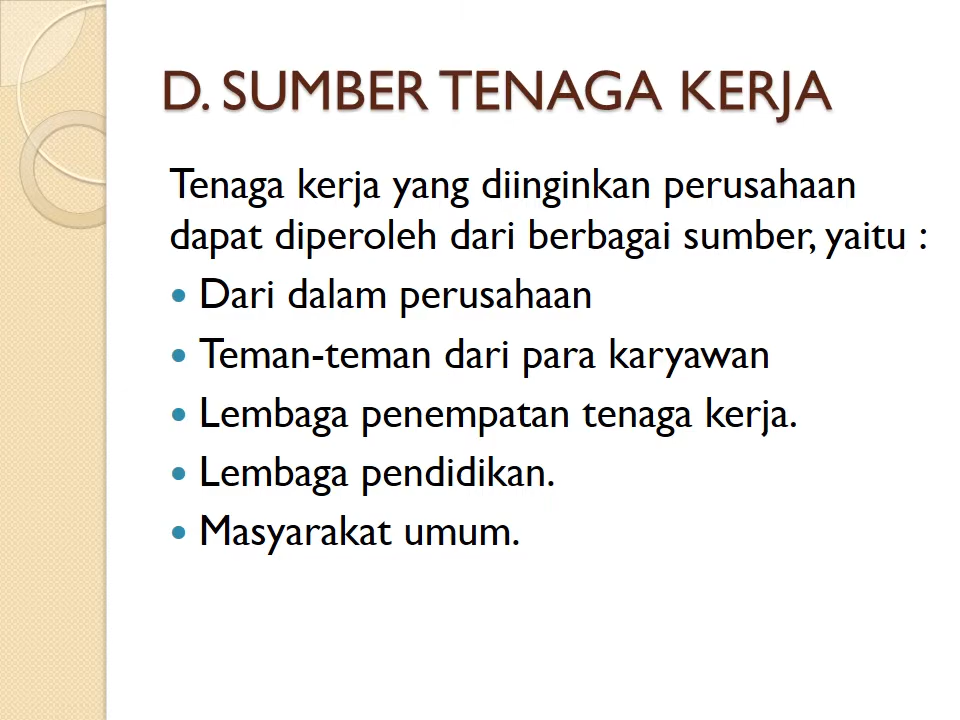 D. SUMBER TENAGA KERJA
Tenaga kerja yang diinginkan perusahaan
dapat diperoleh dari berbagai sumber, yaitu :
• Dari dalam perusahaan
• Teman-teman dari para karyawan
• Lembaga penempatan tenaga kerja.
• Lembaga pendidikan.
• Masyarakat umum.